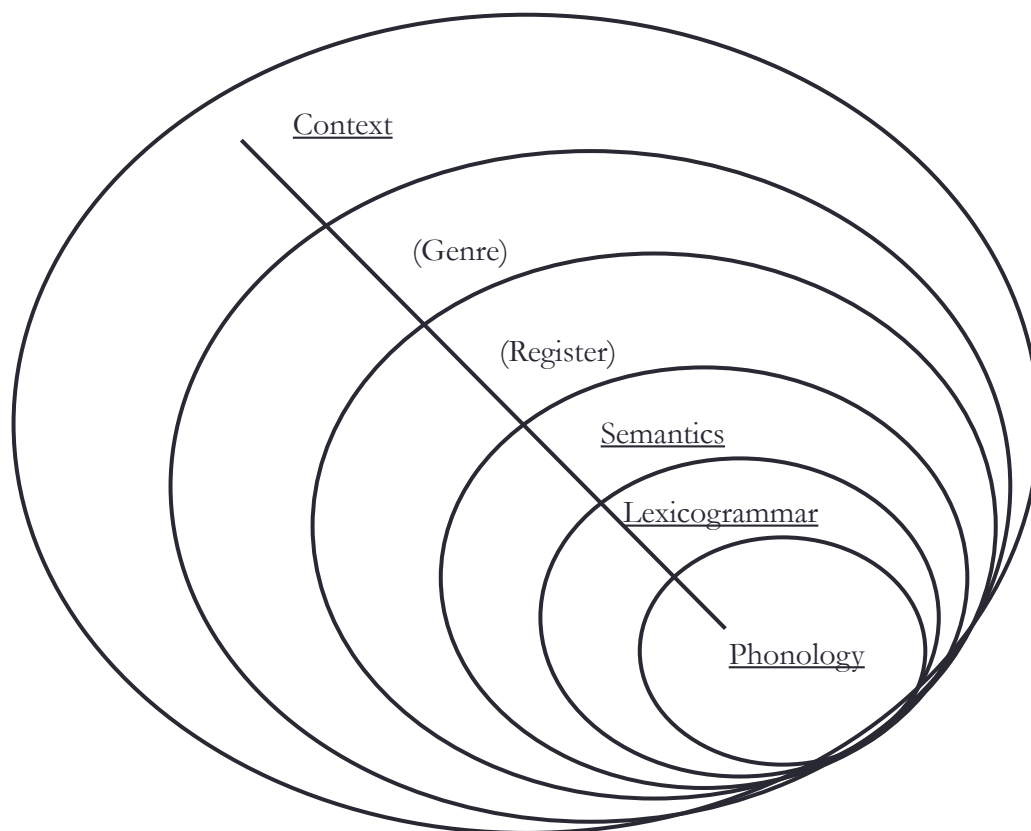 Context
(Genre)
(Register)
Semantics
Lexicogrammar
Phonology